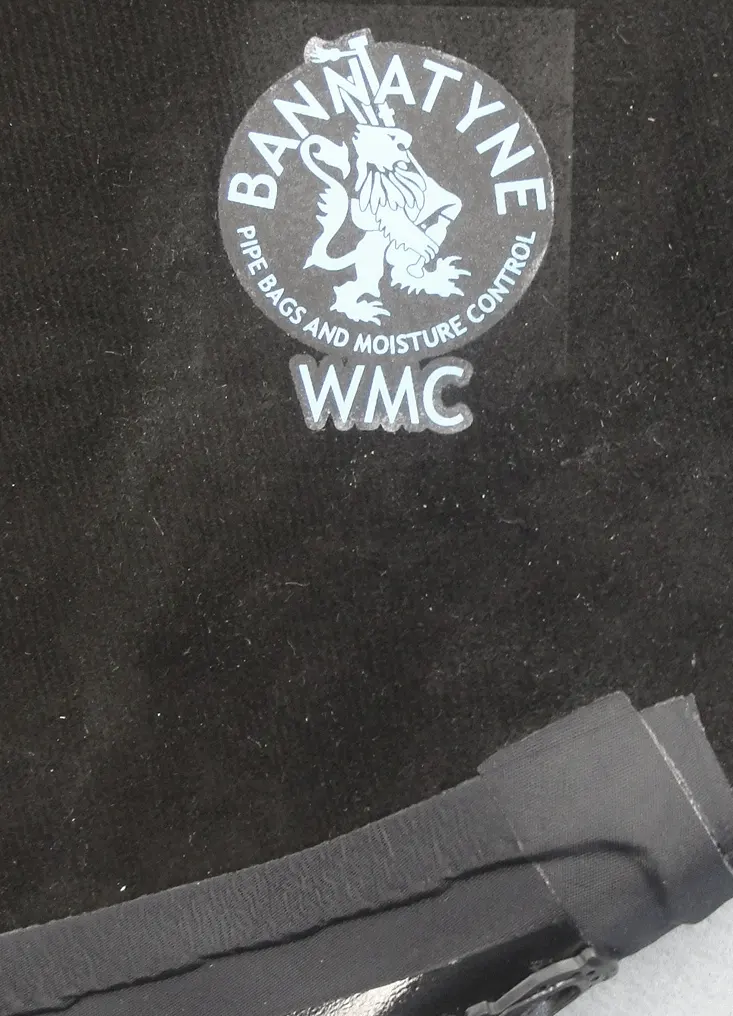 BANNATYNE
PIPE BAGS AND MOISTURE CONTROL
WMC